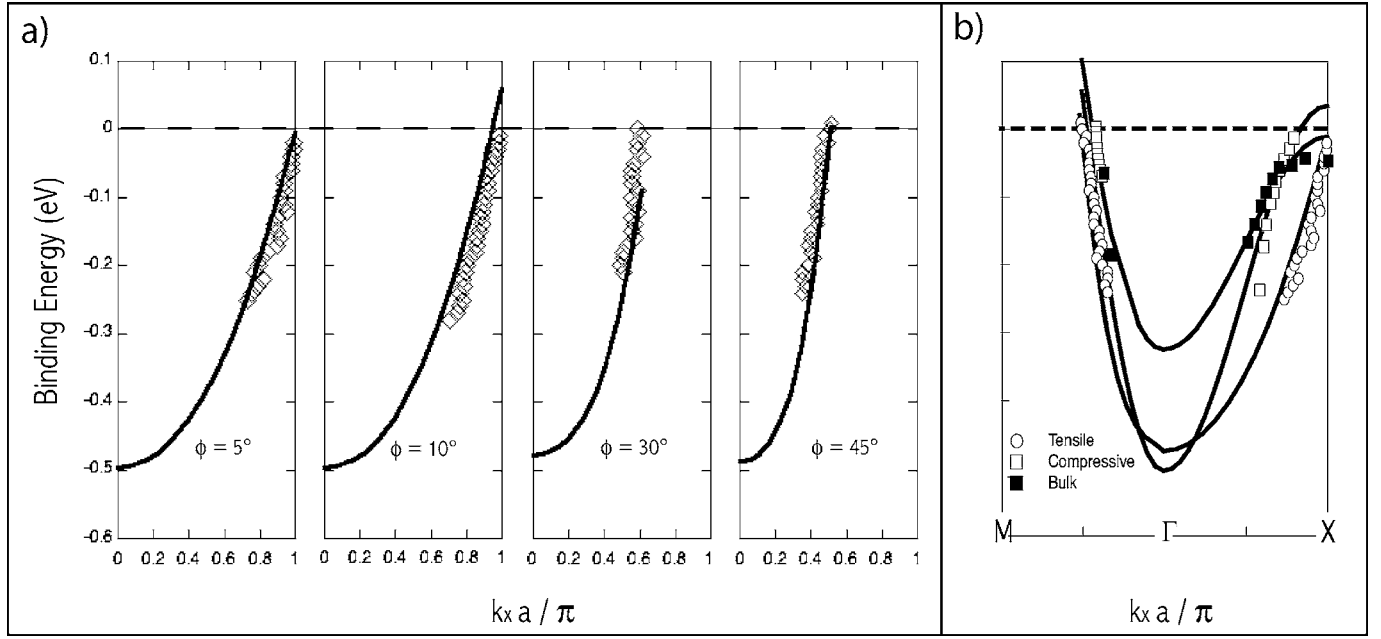 a)
b)
0.1
0
-0.1
-0.2
-0.3
-0.4
-0.5
-0.6
Binding Energy (eV)
ϕ = 5°
ϕ = 10°
ϕ = 30°
ϕ = 45°
0 0.2 0.4 0.6 0.8 1
0 0.2 0.4 0.6 0.8 1
0 0.2 0.4 0.6 0.8 1
0 0.2 0.4 0.6 0.8 1
kx a / π
Tensile
Compressive
Bulk
M Γ X
kx a / π